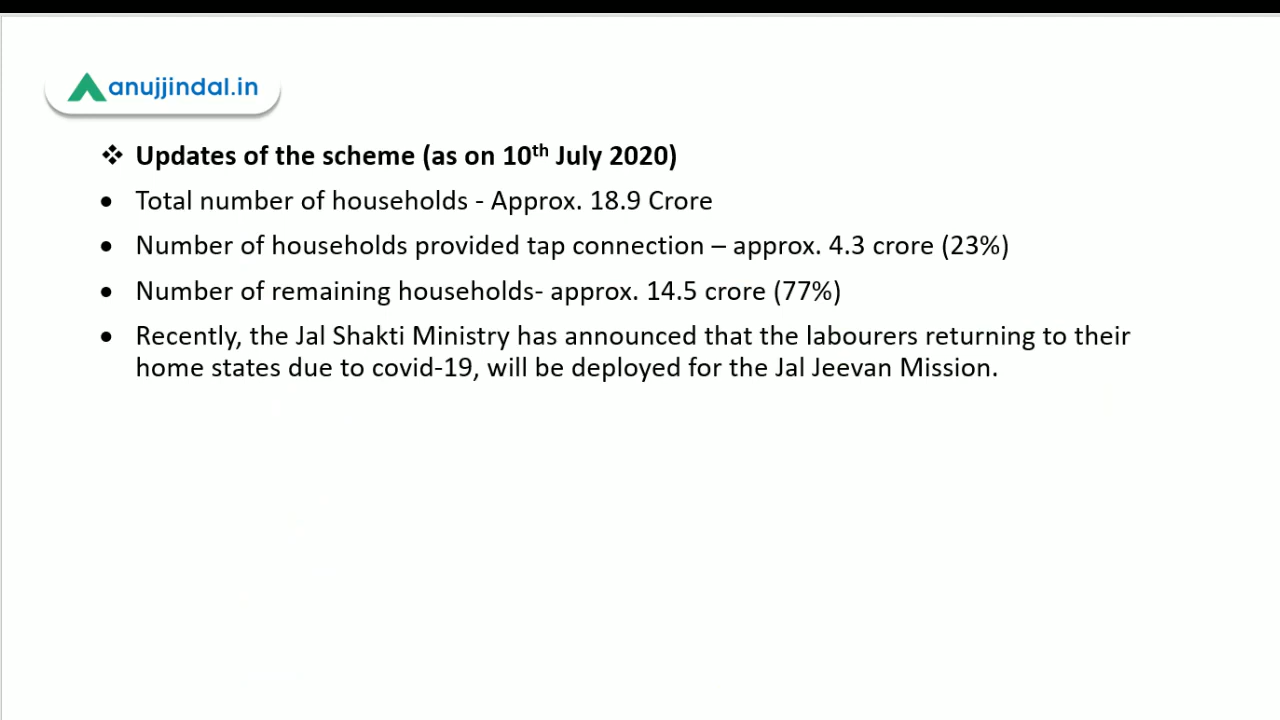 anujjindal.in
❖ Updates of the scheme (as on 10th July 2020)
• Total number of households - Approx. 18.9 Crore
• Number of households provided tap connection – approx. 4.3 crore (23%)
• Number of remaining households- approx. 14.5 crore (77%)
• Recently, the Jal Shakti Ministry has announced that the labourers returning to their
home states due to covid-19, will be deployed for the Jal Jeevan Mission.